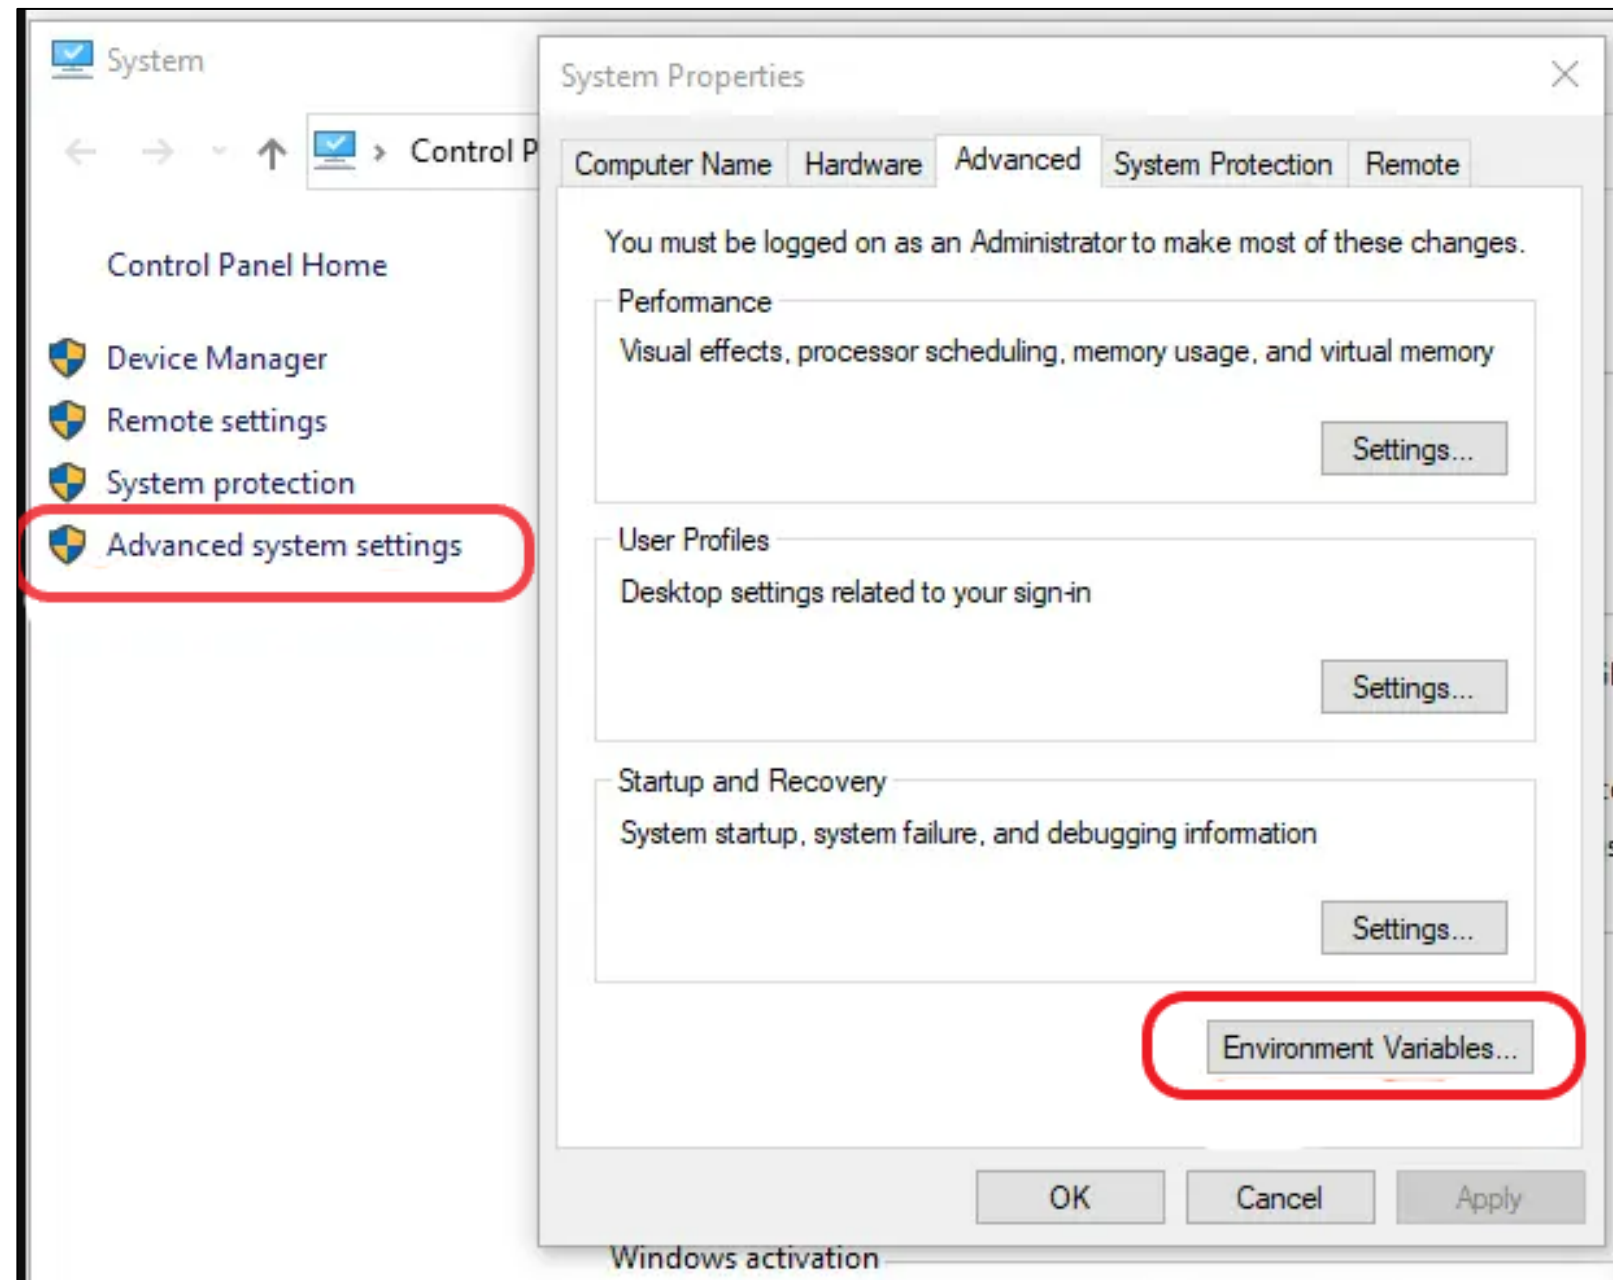 System
Control P
Control Panel Home
Device Manager
Remote settings
System protection
Advanced system settings
System Properties
Computer Name
Hardware
Advanced
System Protection
Remote
You must be logged on as an Administrator to make most of these changes.
Performance
Visual effects, processor scheduling, memory usage, and virtual memory
Settings...
User Profiles
Desktop settings related to your sign-in
Settings...
Startup and Recovery
System startup, system failure, and debugging information
Settings...
Environment Variables...
OK
Cancel
Apply
Windows activation